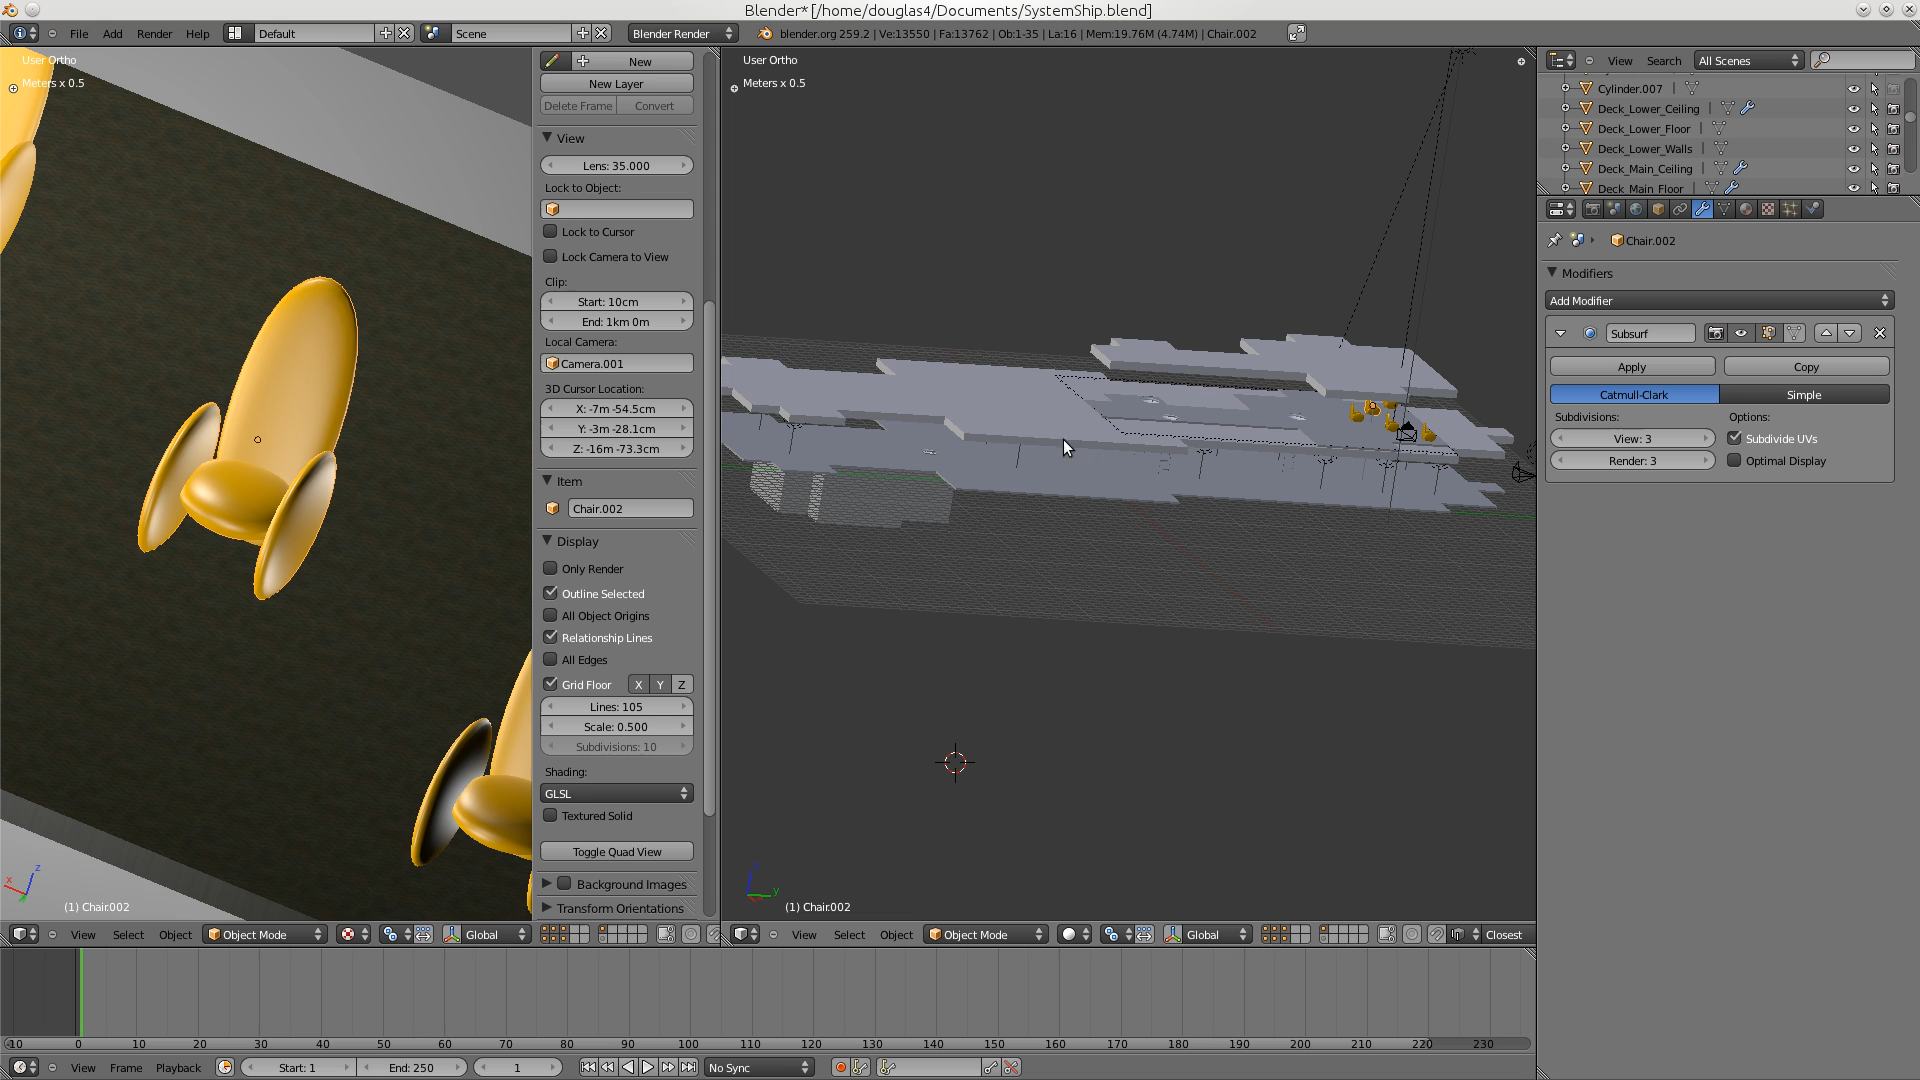 Blender* [/home/douglas4/Documents/SystemShip.blend]
File Add Render Help Default Scene Blender Render blender.org 259.2 | Ve:13550 | Fa:13762 | Ob:1-35 | La:16 | Mem:19.76M (4.74M) | Chair.002
User Ortho
Meters x 0.5
(1) Chair.002
New
New Layer
Delete Frame Convert
View
Lens: 35.000
Lock to Object:
Lock to Cursor
Lock Camera to View
Clip:
Start: 10cm
End: 1km 0m
Local Camera:
Camera.001
3D Cursor Location:
X: -7m -54.5cm
Y: -3m -28.1cm
Z: -16m -73.3cm
Item
Chair.002
Display
Only Render
Outline Selected
All Object Origins
Relationship Lines
All Edges
Grid Floor X Y Z
Lines: 105
Scale: 0.500
Subdivisions: 10
Shading:
GLSL
Textured Solid
Toggle Quad View
Background Images
Transform Orientations
User Ortho
Meters x 0.5
(1) Chair.002
View Search All Scenes
Cylinder.007
Deck_Lower_Ceiling
Deck_Lower_Floor
Deck_Lower_Walls
Deck_Main_Ceiling
Deck_Main_Floor
Chair.002
Modifiers
Add Modifier
Subsurf
Apply Copy
Catmull-Clark Simple
Subdivisions: Options:
View: 3 Subdivide UVs
Render: 3 Optimal Display
View Select Object Object Mode Global
View Select Object Object Mode Global Closest
-10 0 10 20 30 40 50 60 70 80 90 100 110 120 130 140 150 160 170 180 190 200 210 220 230
View Frame Playback Start: 1 End: 250 1 No Sync